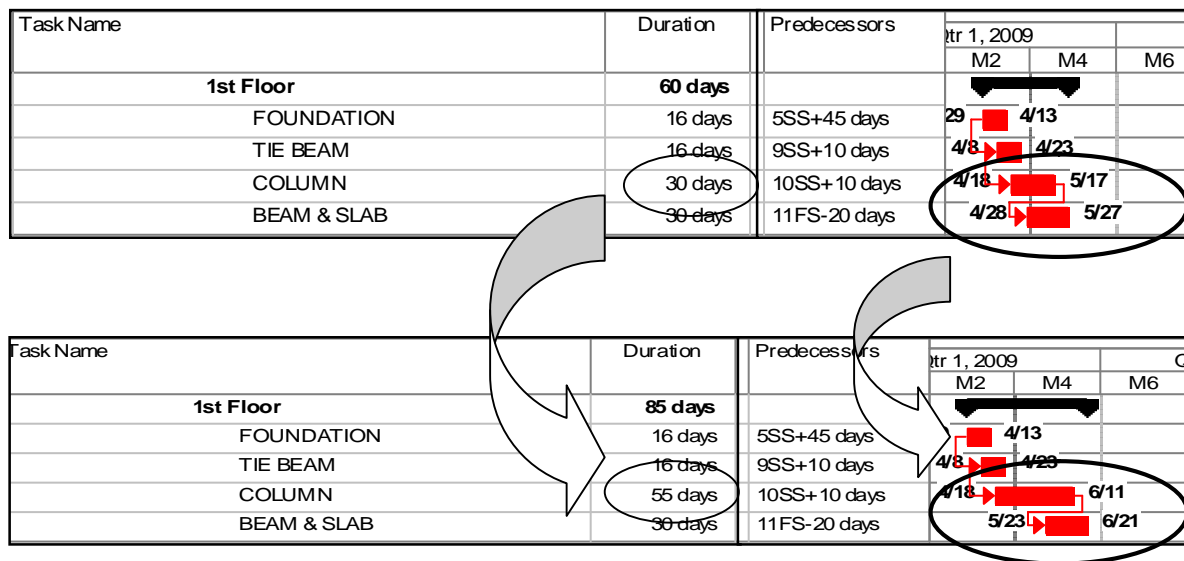 Task Name Duration Predecessors
Qtr 1, 2009
M2 M4 M6
1st Floor 60 days
FOUNDATION 16 days 5SS+45 days 29 4/13
TIE BEAM 16 days 9SS+10 days 4/8 4/23
COLUMN 30 days 10SS+10 days 4/18 5/17
BEAM & SLAB 30 days 11FS-20 days 4/28 5/27
Task Name Duration Predecessors
Qtr 1, 2009 Q
M2 M4 M6
1st Floor 85 days
FOUNDATION 16 days 5SS+45 days 4/13
TIE BEAM 16 days 9SS+10 days 4/8 4/23
COLUMN 55 days 10SS+10 days 4/18 6/11
BEAM & SLAB 30 days 11FS-20 days 5/23 6/21